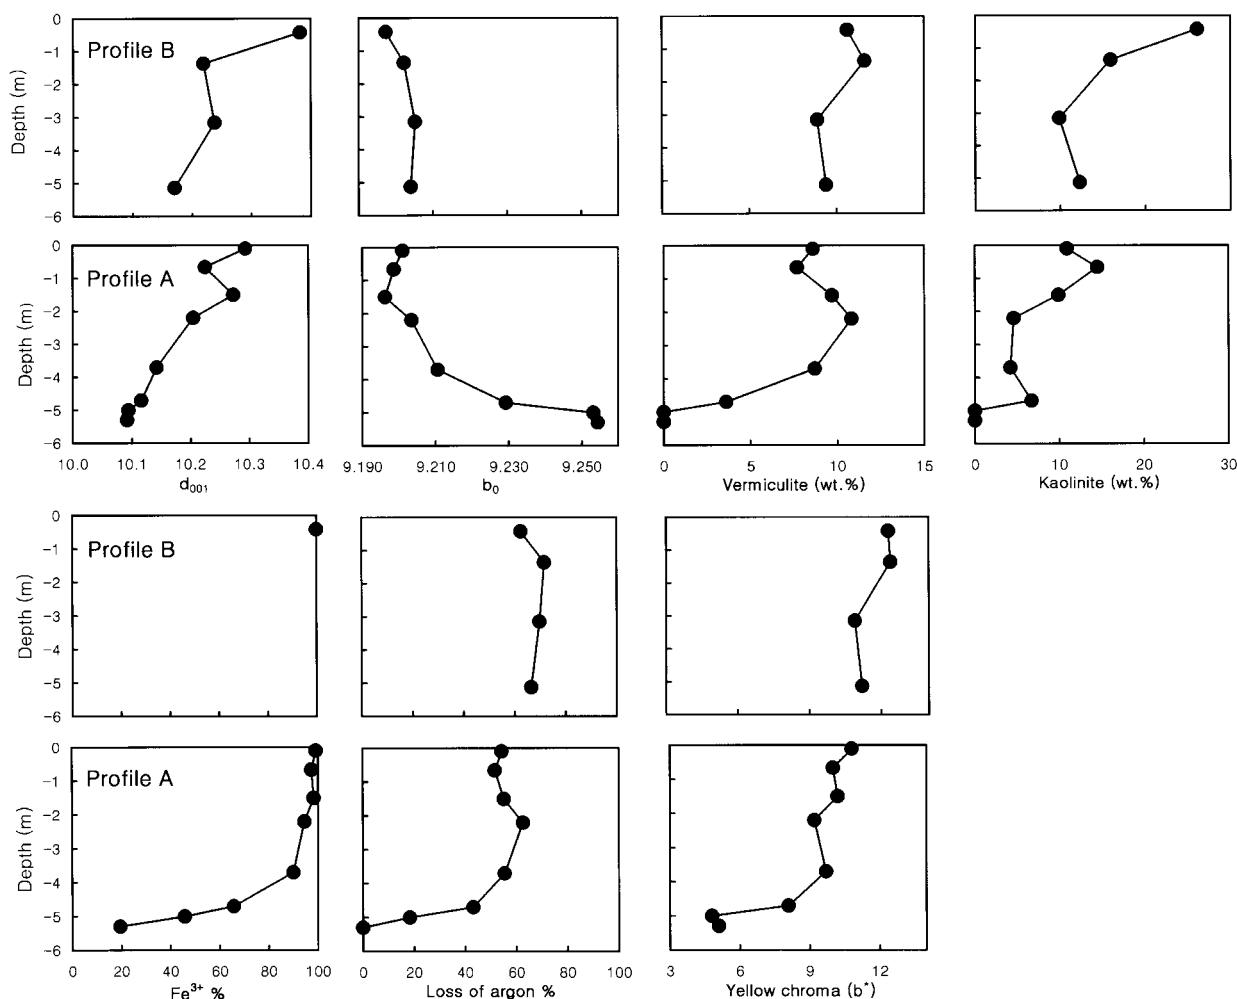 0
-1
-2
-3
-4
-5
-6
Depth (m)
Profile B
0
-1
-2
-3
-4
-5
-6
Depth (m)
Profile A
10.0 10.1 10.2 10.3 10.4
d001
9.190 9.210 9.230 9.250
b0
0 5 10 15
Vermiculite (wt.%)
0 10 20 30
Kaolinite (wt.%)
0
-1
-2
-3
-4
-5
-6
Depth (m)
Profile B
0
-1
-2
-3
-4
-5
-6
Depth (m)
Profile A
0 20 40 60 80 100
Fe3+ %
0 20 40 60 80 100
Loss of argon %
3 6 9 12
Yellow chroma (b*)